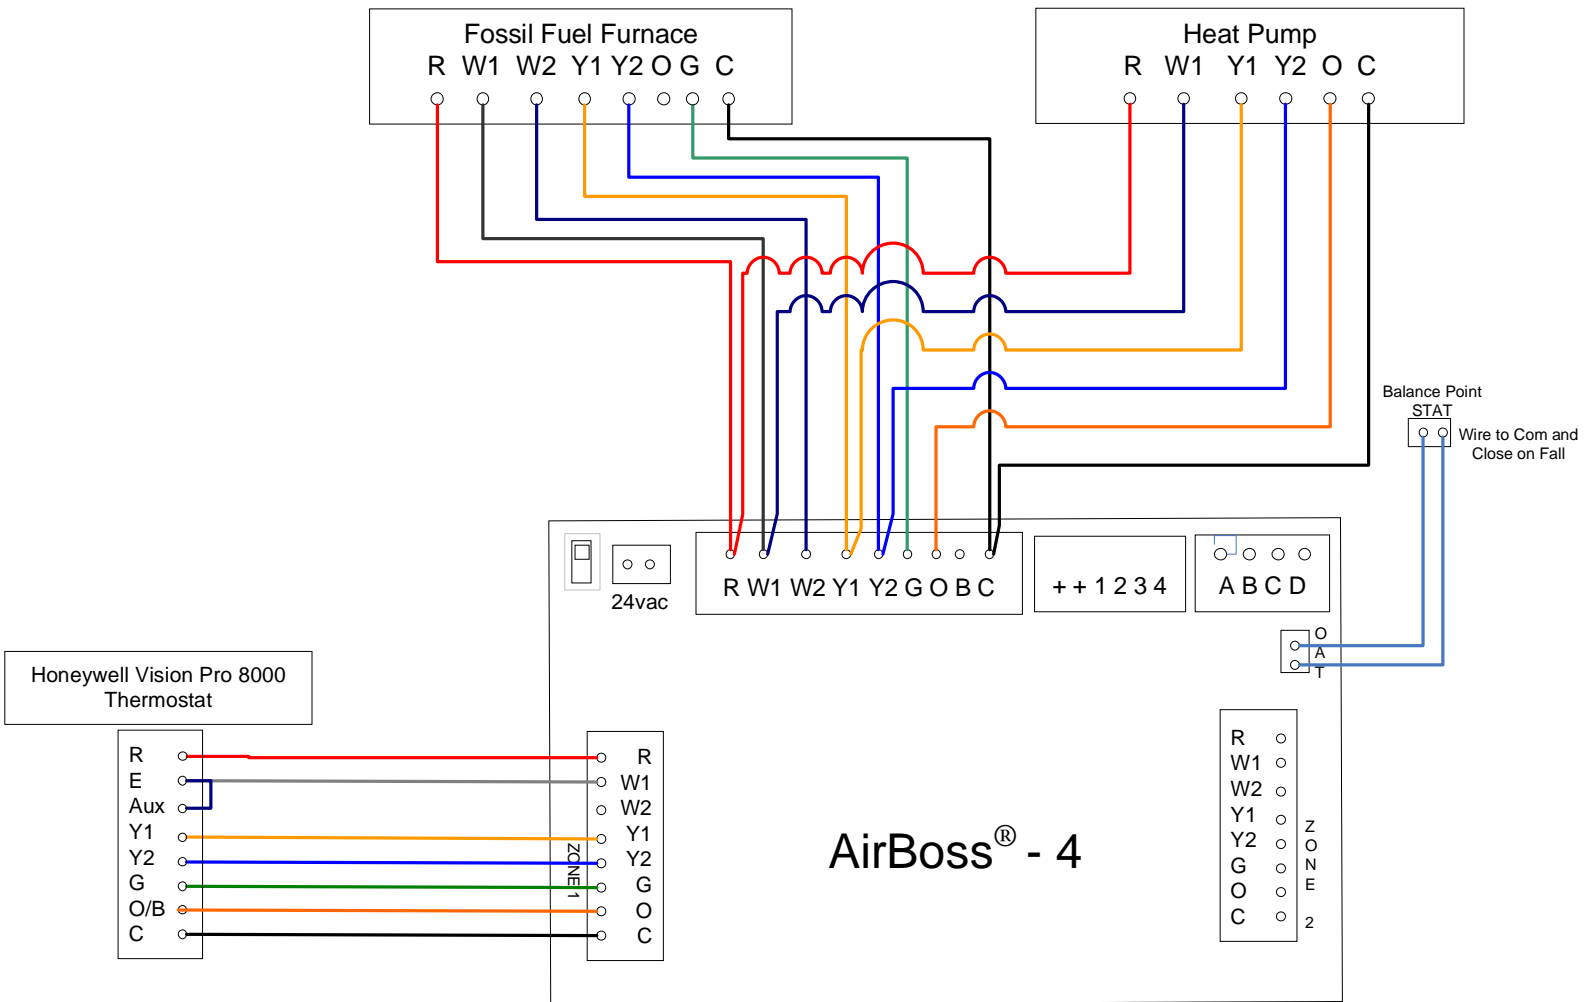 Fossil Fuel Furnace
R W1 W2 Y1 Y2 O G C
Heat Pump
R W1 Y1 Y2 O C
Balance Point
STAT
Wire to Com and
Close on Fall
24vac
R W1 W2 Y1 Y2 G O B C
+ + 1 2 3 4
A B C D
O
A
T
Honeywell Vision Pro 8000
Thermostat
R
E
Aux
Y1
Y2
G
O/B
C
ZONE 1
R
W1
W2
Y1
Y2
G
O
C
AirBoss® - 4
R
W1
W2
Y1
Y2
G
O
C
Z
O
N
E
2